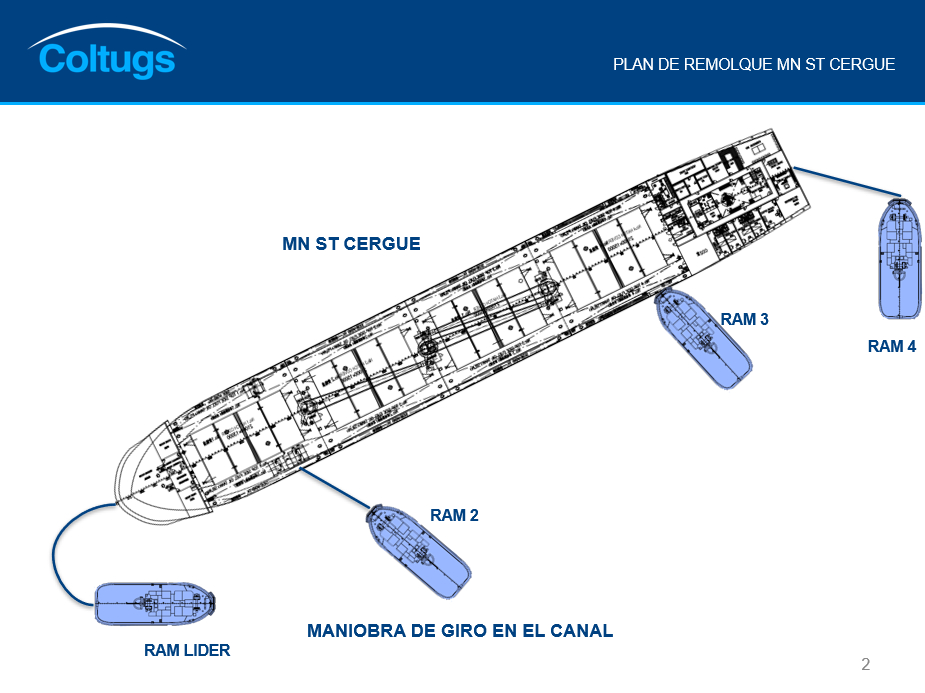 Coltugs
PLAN DE REMOLQUE MN ST CERGUE
MN ST CERGUE
RAM 3
RAM 4
RAM 2
MANIOBRA DE GIRO EN EL CANAL
RAM LIDER
2